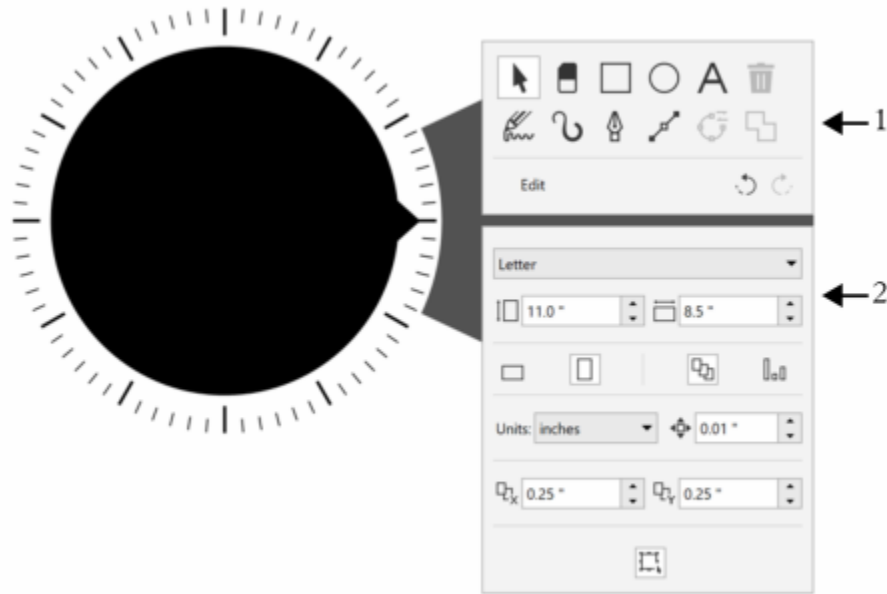 A
1
Edit
Letter
2
11.0 " 8.5 "
Units: inches 0.01 "
X 0.25 " Y 0.25 "